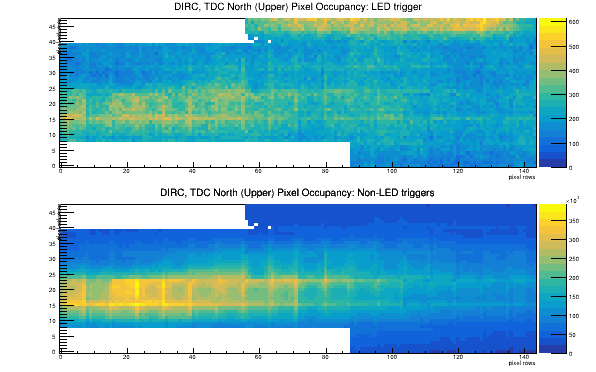 DIRC, TDC North (Upper) Pixel Occupancy: LED trigger
45 40 35 30 25 20 15 10 5 0
600 500 400 300 200 100 0
0 20 40 60 80 100 120 140
pixel rows
DIRC, TDC North (Upper) Pixel Occupancy: Non-LED triggers
45 40 35 30 25 20 15 10 5 0
350 300 250 200 150 100 50 0
0 20 40 60 80 100 120 140
pixel rows